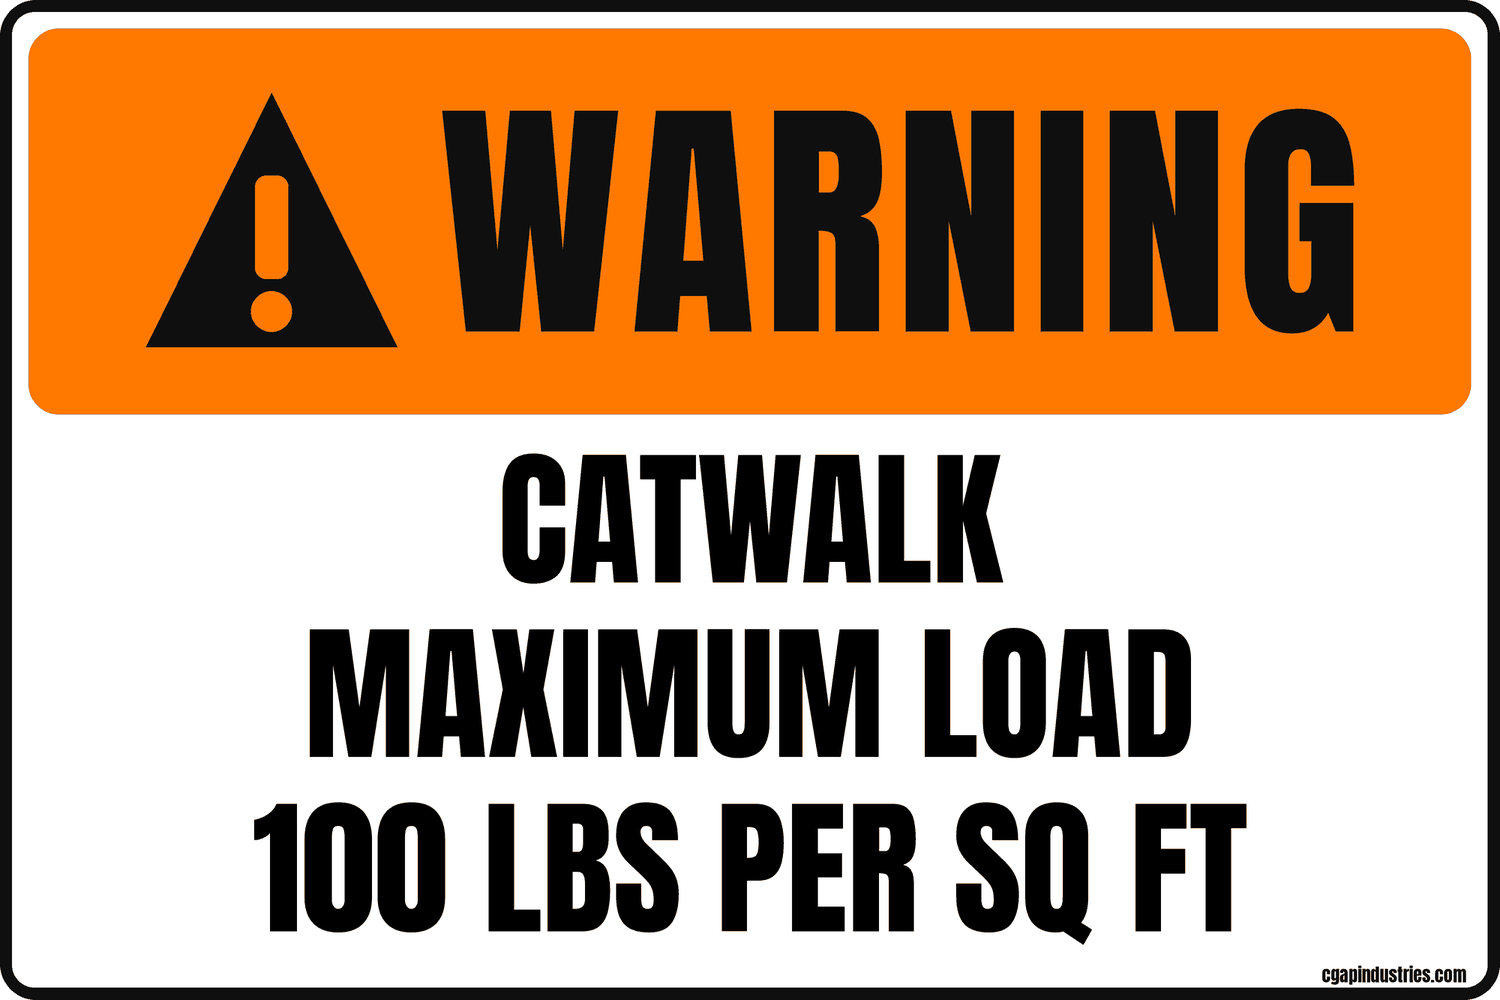 WARNING
CATWALK
MAXIMUM LOAD
100 LBS PER SQ FT
cgapindustries.com